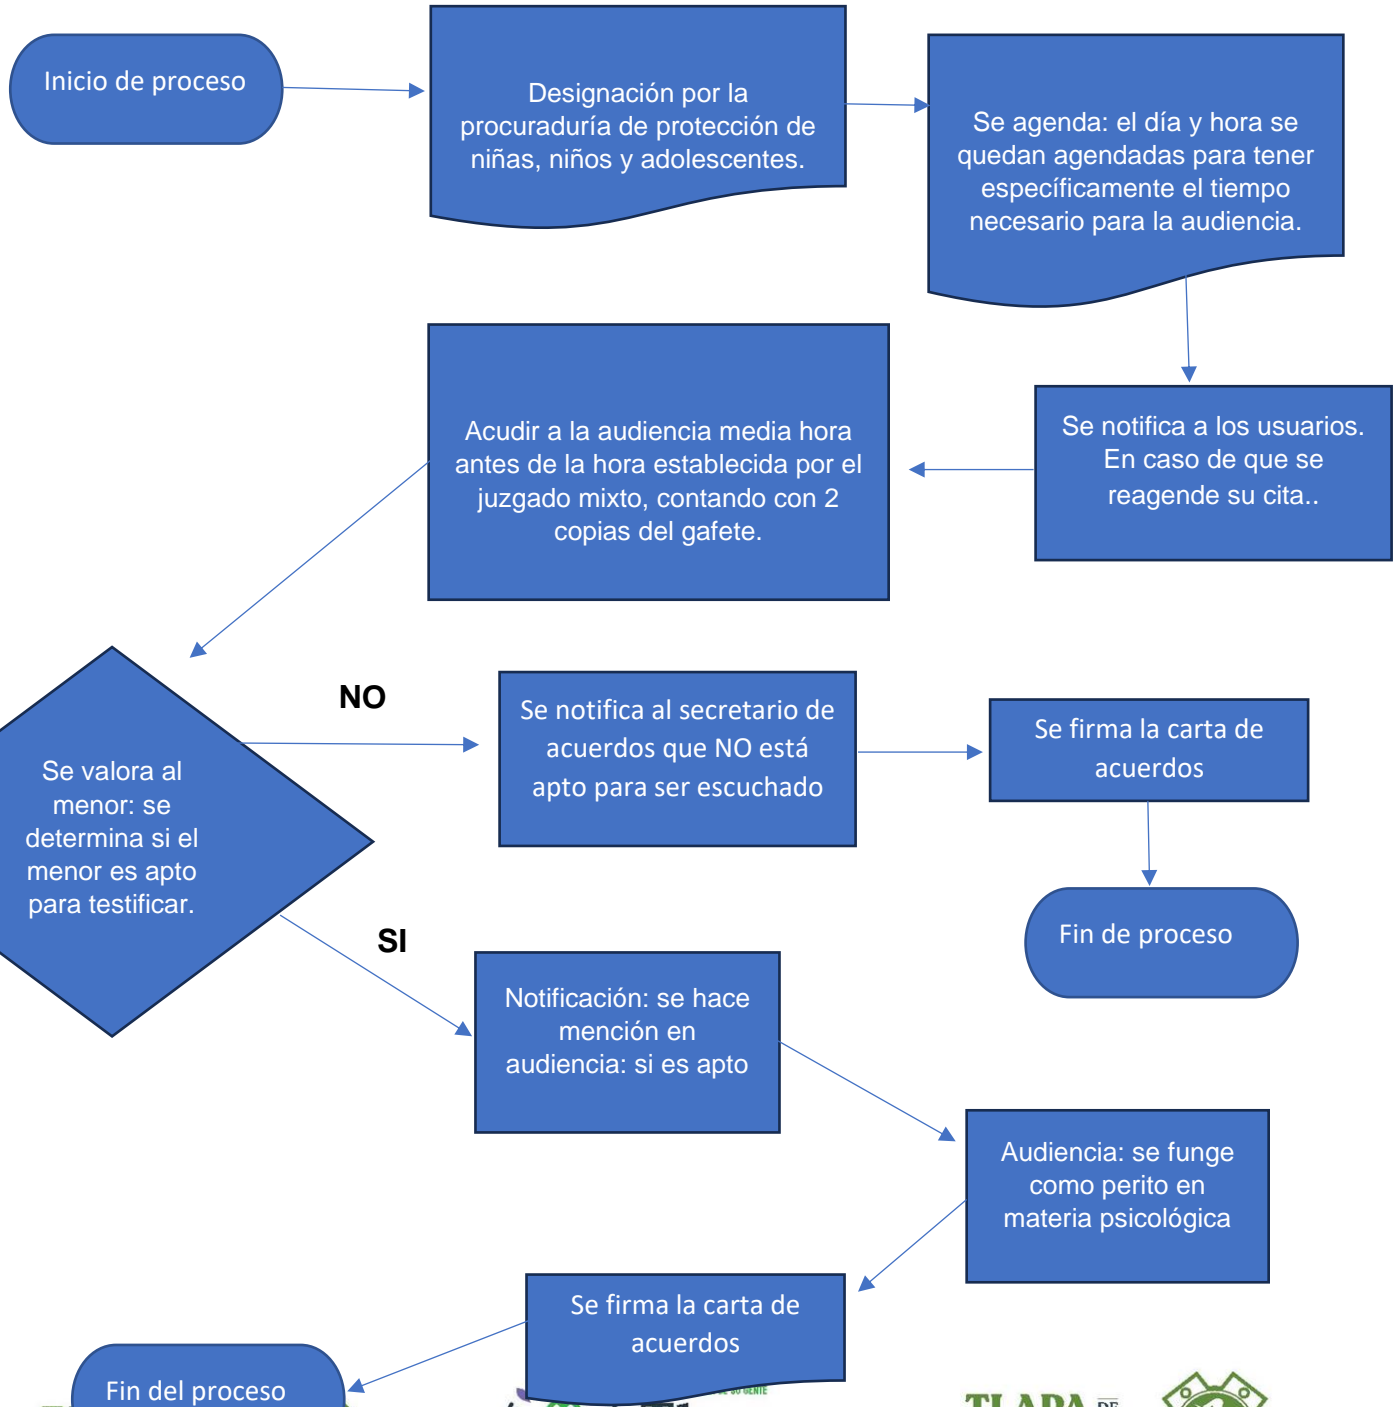 Inicio de proceso
Designación por la
procuraduría de protección de
niñas, niños y adolescentes.
Se agenda: el día y hora se
quedan agendadas para tener
específicamente el tiempo
necesario para la audiencia.
Se notifica a los usuarios.
En caso de que se
reagende su cita..
Acudir a la audiencia media hora
antes de la hora establecida por el
juzgado mixto, contando con 2
copias del gafete.
Se valora al
menor: se
determina si el
menor es apto
para testificar.
NO
Se notifica al secretario de
acuerdos que NO está
apto para ser escuchado
Se firma la carta de
acuerdos
Fin de proceso
SI
Notificación: se hace
mención en
audiencia: si es apto
Audiencia: se funge
como perito en
materia psicológica
Se firma la carta de
acuerdos
Fin del proceso
DE SU GENTE
TLAPA DE